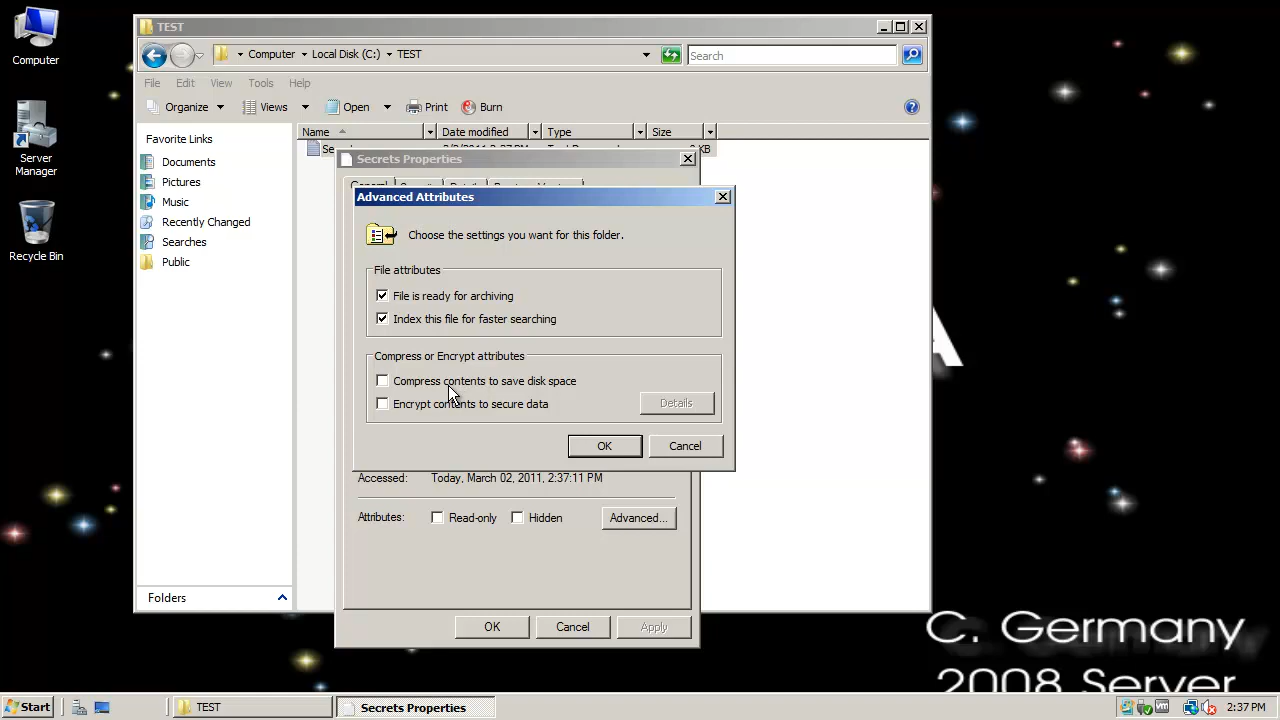 Computer
Server
Manager
Recycle Bin
TEST
Computer
Local Disk (C:)
TEST
Search
File
Edit
View
Tools
Help
Organize
Views
Open
Print
Burn
Favorite Links
Documents
Pictures
Music
Recently Changed
Searches
Public
Folders
Name
Date modified
Type
Size
KB
Secrets Properties
General
Advanced Attributes
Choose the settings you want for this folder.
File attributes
File is ready for archiving
Index this file for faster searching
Compress or Encrypt attributes
Compress contents to save disk space
Encrypt contents to secure data
Details
OK
Cancel
Accessed:
Today, March 02, 2011, 2:37:11 PM
Attributes:
Read-only
Hidden
Advanced...
OK
Cancel
Apply
A
C. Germany
2008 Server
Start
TEST
Secrets Properties
2:37 PM